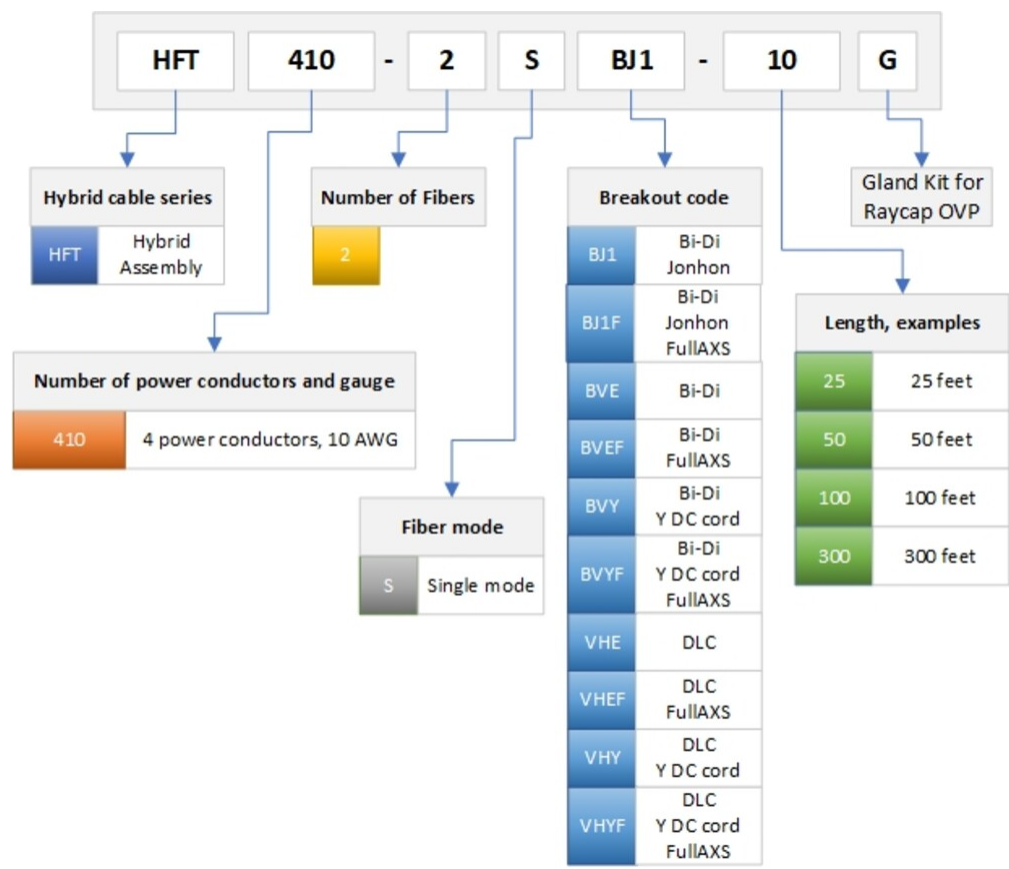 HFT 410 - 2 S BJ1 - 10 G
Hybrid cable series
HFT Hybrid
Assembly
Number of power conductors and gauge
410 4 power conductors, 10 AWG
Number of Fibers
2
Fiber mode
S Single mode
Breakout code
BJ1 Bi-Di
Jonhon
BJ1F Bi-Di
Jonhon
FullAXS
BVE Bi-Di
BVEF Bi-Di
FullAXS
BVY Bi-Di
Y DC cord
BVYF Bi-Di
Y DC cord
FullAXS
VHE DLC
VHEF DLC
FullAXS
VHY DLC
Y DC cord
VHYF DLC
Y DC cord
FullAXS
Gland Kit for
Raycap OVP
Length, examples
25 25 feet
50 50 feet
100 100 feet
300 300 feet